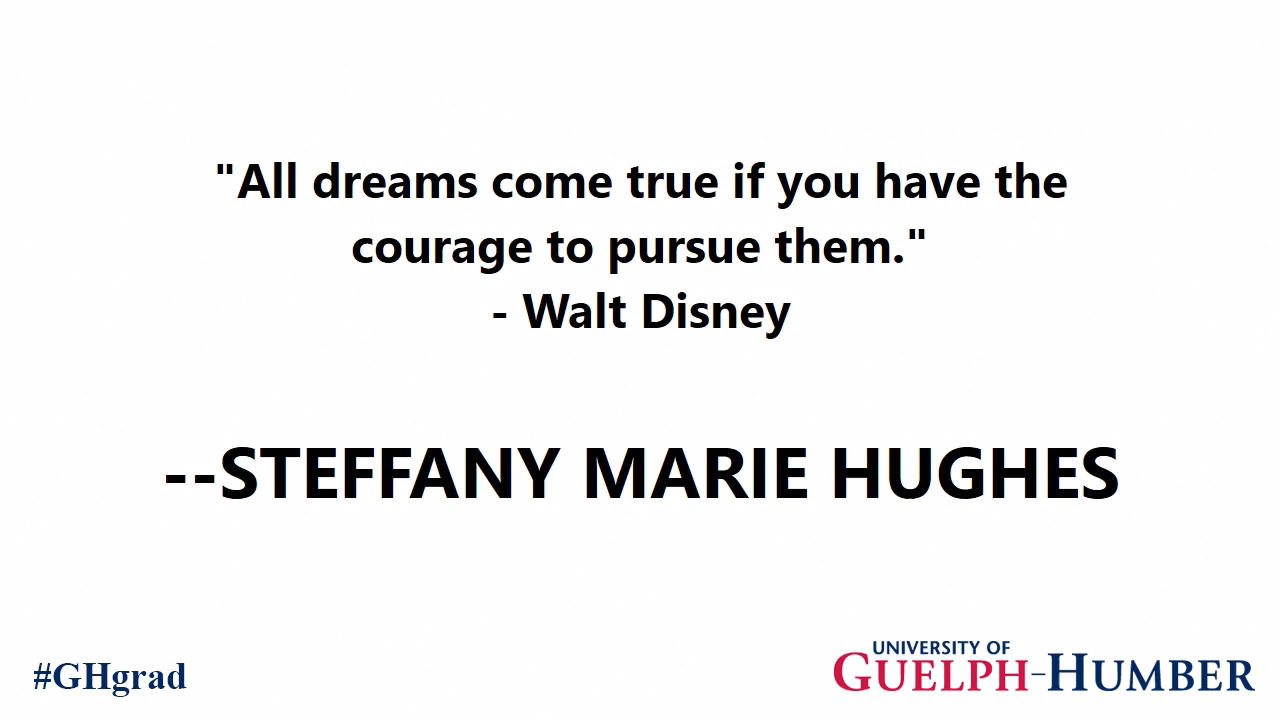 "All dreams come true if you have the
courage to pursue them."
- Walt Disney
--STEFFANY MARIE HUGHES
#GHgrad
UNIVERSITY OF
GUELPH-HUMBER